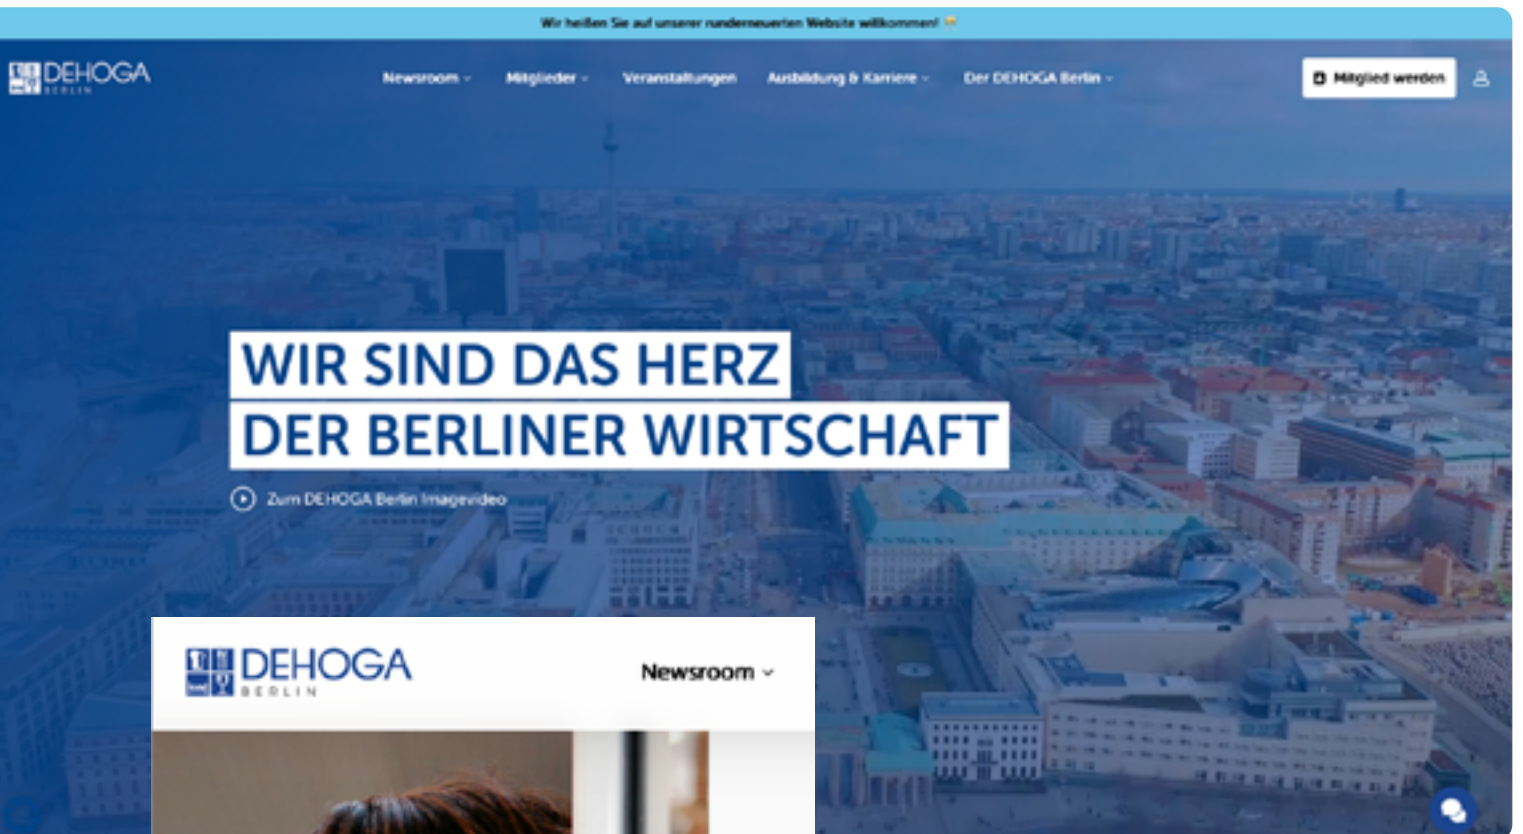 Wir heißen Sie auf unserer runderneuerten Website willkommen!
DEHOGA
BERLIN
Newsroom
Mitglieder
Veranstaltungen
Ausbildung & Karriere
Der DEHOGA Berlin
Mitglied werden
WIR SIND DAS HERZ
DER BERLINER WIRTSCHAFT
Zum DEHOGA Berlin Imagevideo
DEHOGA
BERLIN
Newsroom